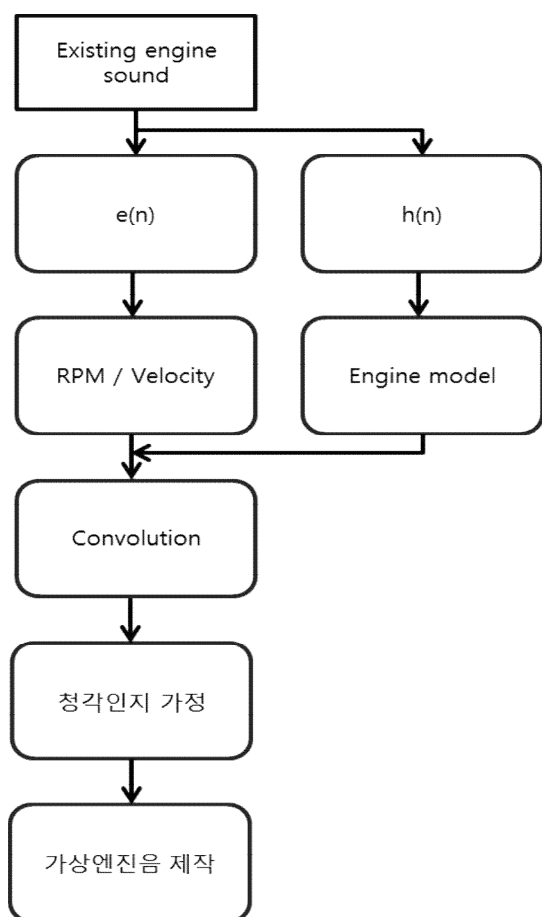 Existing engine
sound
e(n)
h(n)
RPM / Velocity
Engine model
Convolution
청각인지 가정
가상엔진음 제작